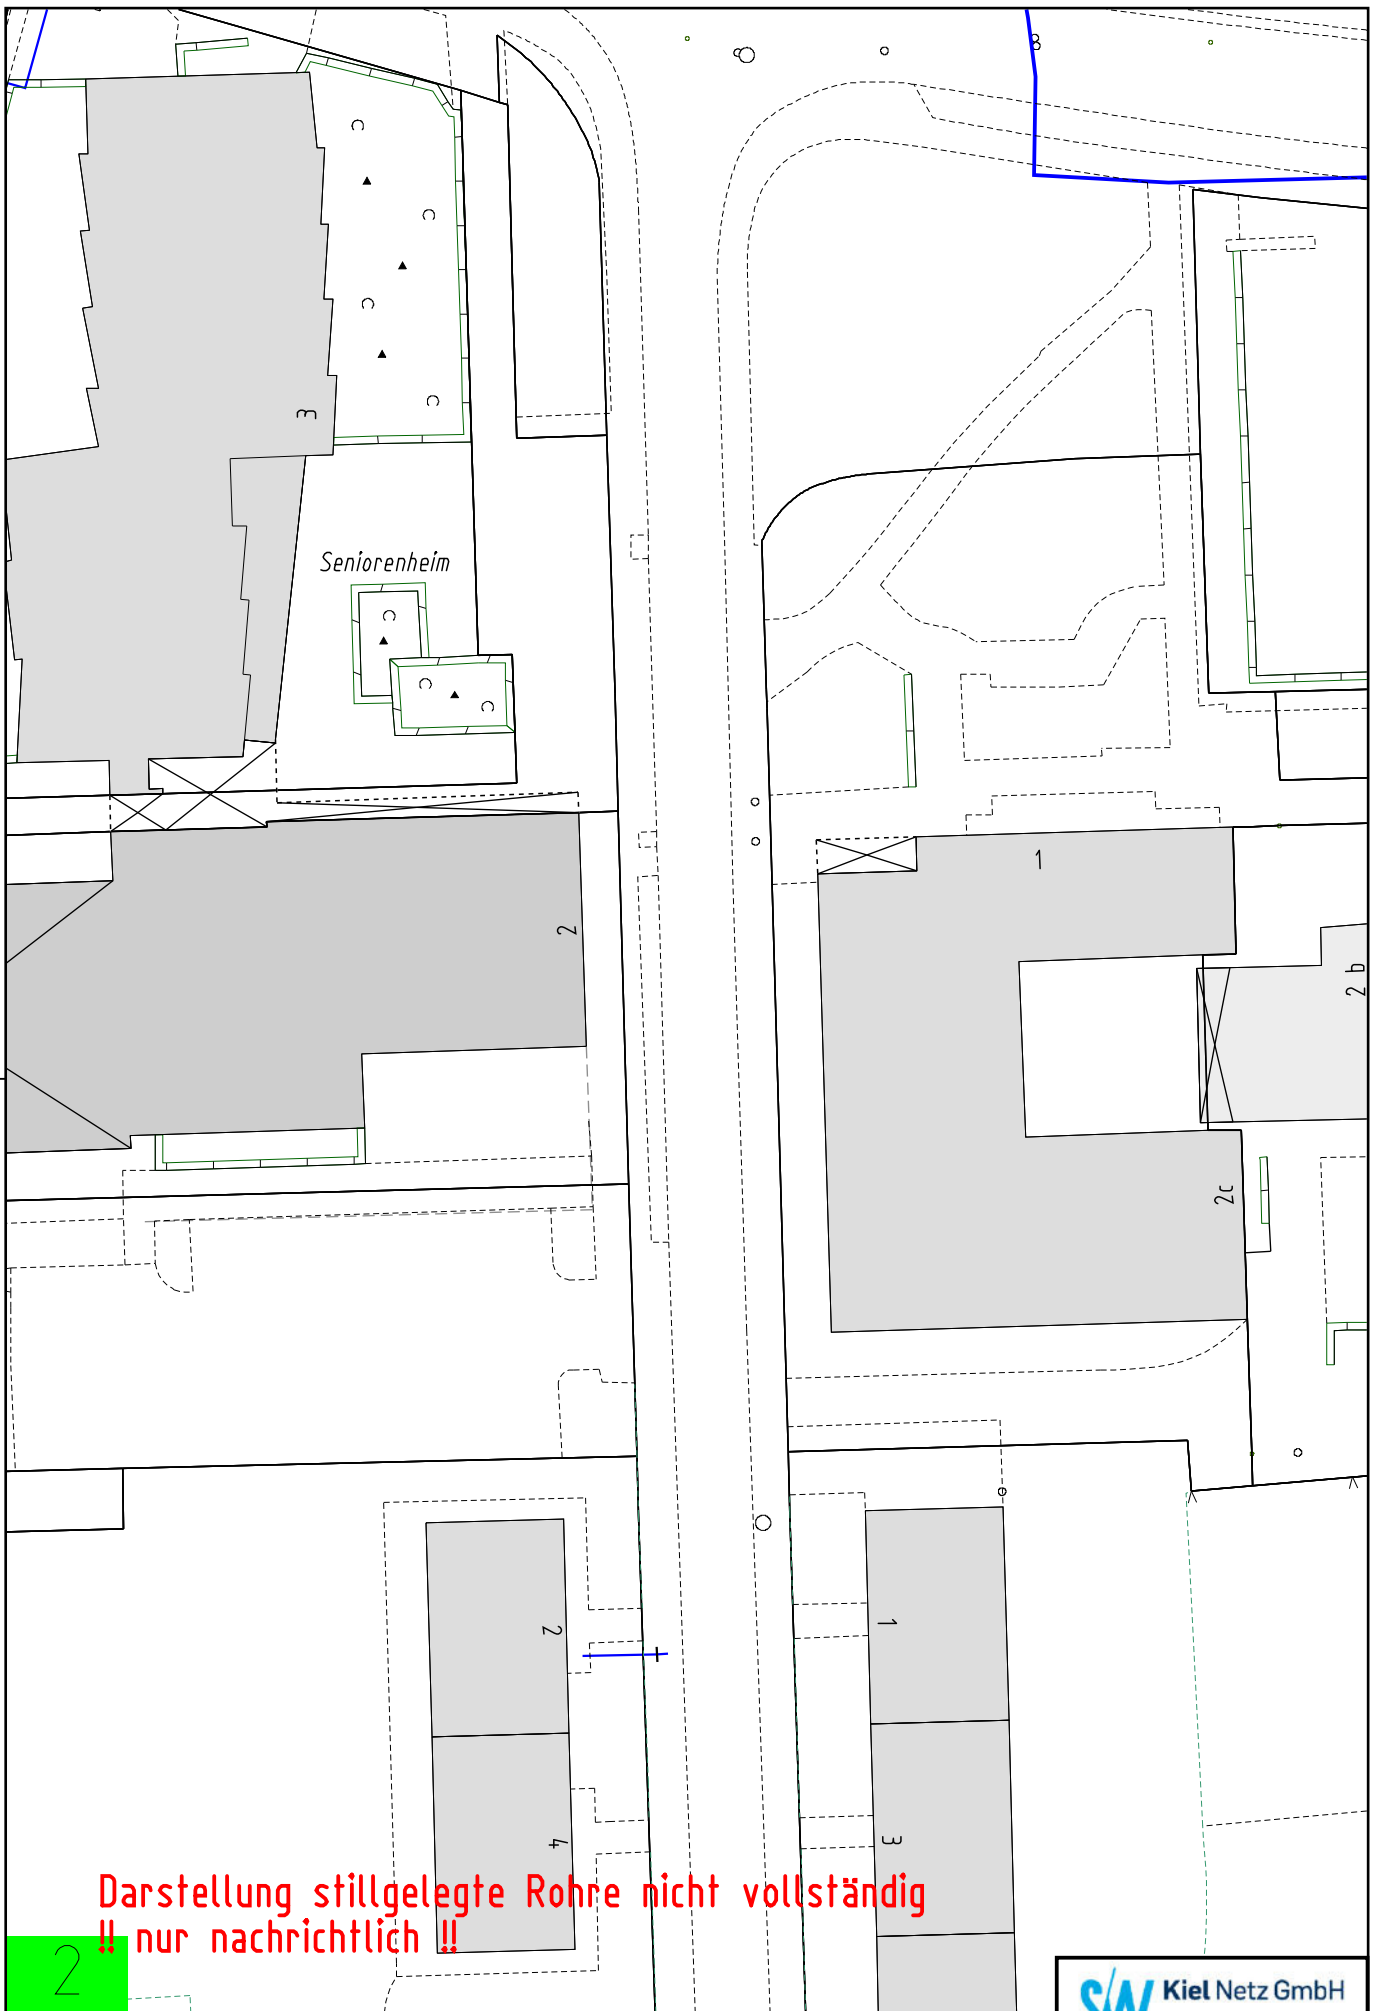 3
Seniorenheim
1
2
2 b
2c
2
1
4
3
Darstellung stillgelegte Rohre nicht vollständig
!! nur nachrichtlich !!
2
SW Kiel Netz GmbH